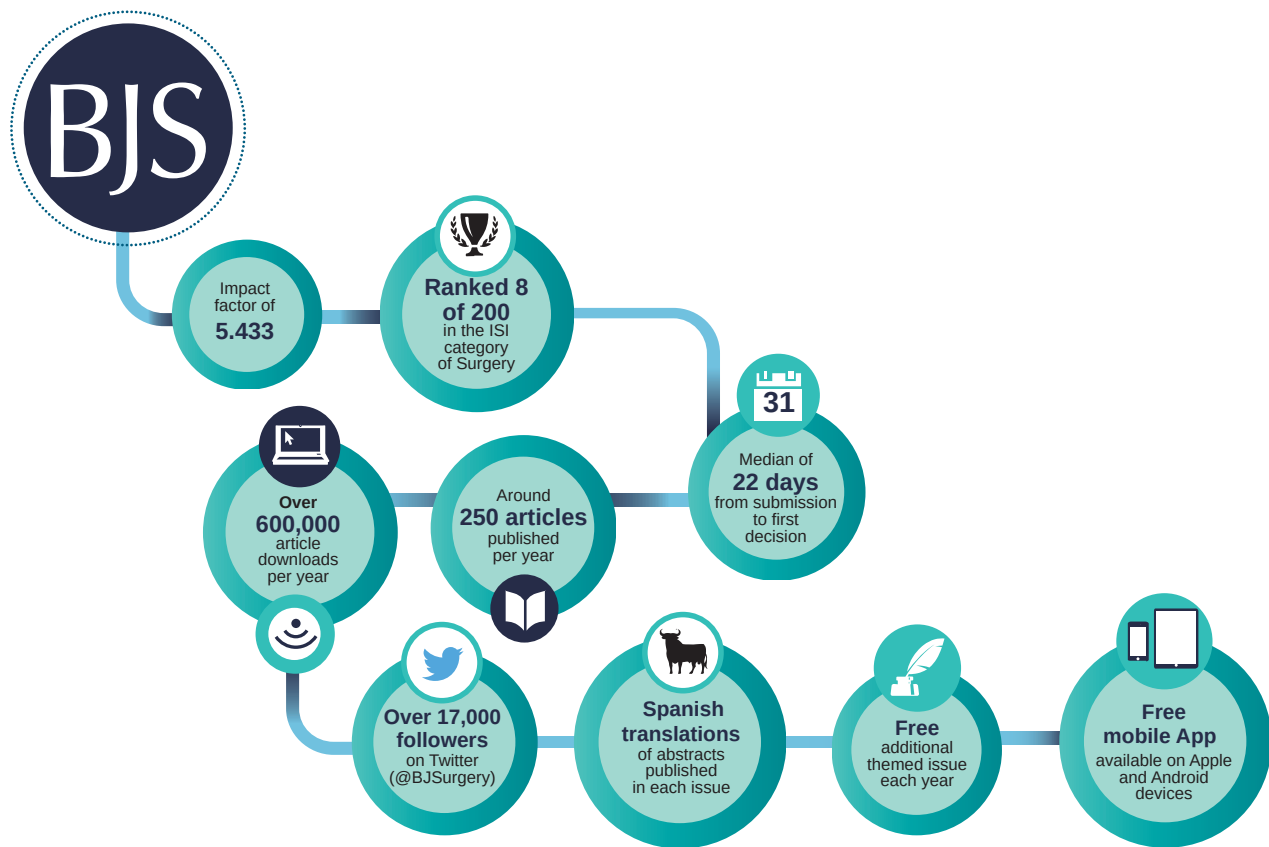 BJS
Impact
factor of
5.433
Ranked 8
of 200
in the ISI
category
of Surgery
31
Median of
22 days
from submission
to first
decision
Around
250 articles
published
per year
Over
600,000
article
downloads
per year
Over 17,000
followers
on Twitter
(@BJSurgery)
Spanish
translations
of abstracts
published
in each issue
Free
additional
themed issue
each year
Free
mobile App
available on Apple
and Android
devices